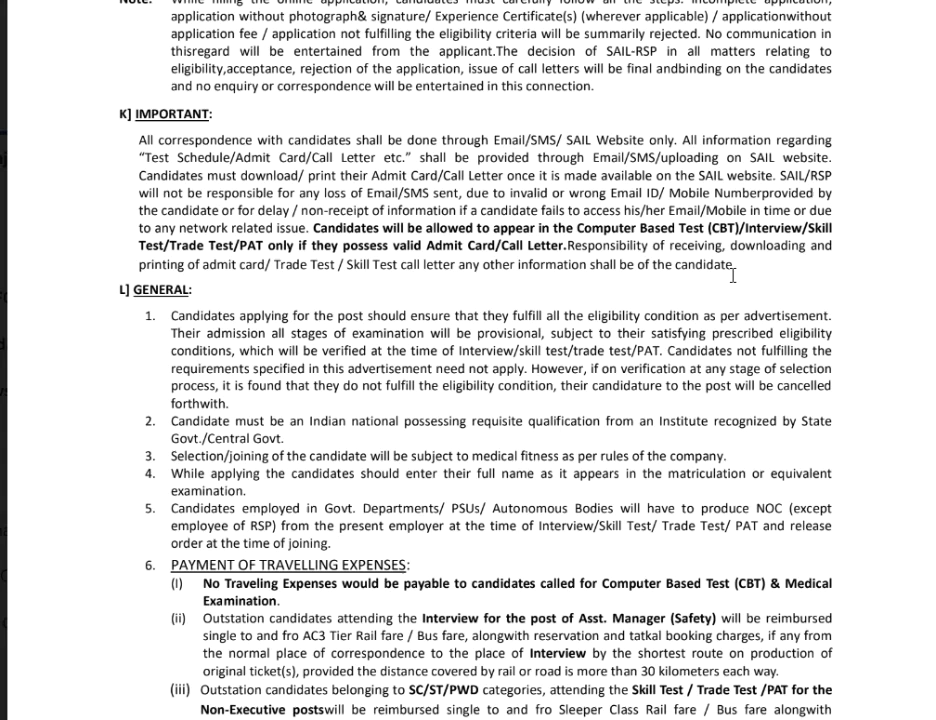 Note: While filling the online application, candidates must carefully follow all the steps. Incomplete application,
application without photograph& signature/ Experience Certificate(s) (wherever applicable) / applicationwithout
application fee / application not fulfilling the eligibility criteria will be summarily rejected. No communication in
thisregard will be entertained from the applicant.The decision of SAIL-RSP in all matters relating to
eligibility,acceptance, rejection of the application, issue of call letters will be final andbinding on the candidates
and no enquiry or correspondence will be entertained in this connection.
K] IMPORTANT:
All correspondence with candidates shall be done through Email/SMS/ SAIL Website only. All information regarding
“Test Schedule/Admit Card/Call Letter etc.” shall be provided through Email/SMS/uploading on SAIL website.
Candidates must download/ print their Admit Card/Call Letter once it is made available on the SAIL website. SAIL/RSP
will not be responsible for any loss of Email/SMS sent, due to invalid or wrong Email ID/ Mobile Numberprovided by
the candidate or for delay / non-receipt of information if a candidate fails to access his/her Email/Mobile in time or due
to any network related issue. Candidates will be allowed to appear in the Computer Based Test (CBT)/Interview/Skill
Test/Trade Test/PAT only if they possess valid Admit Card/Call Letter.Responsibility of receiving, downloading and
printing of admit card/ Trade Test / Skill Test call letter any other information shall be of the candidate.
L] GENERAL:
1. Candidates applying for the post should ensure that they fulfill all the eligibility condition as per advertisement.
Their admission all stages of examination will be provisional, subject to their satisfying prescribed eligibility
conditions, which will be verified at the time of Interview/skill test/trade test/PAT. Candidates not fulfilling the
requirements specified in this advertisement need not apply. However, if on verification at any stage of selection
process, it is found that they do not fulfill the eligibility condition, their candidature to the post will be cancelled
forthwith.
2. Candidate must be an Indian national possessing requisite qualification from an Institute recognized by State
Govt./Central Govt.
3. Selection/joining of the candidate will be subject to medical fitness as per rules of the company.
4. While applying the candidates should enter their full name as it appears in the matriculation or equivalent
examination.
5. Candidates employed in Govt. Departments/ PSUs/ Autonomous Bodies will have to produce NOC (except
employee of RSP) from the present employer at the time of Interview/Skill Test/ Trade Test/ PAT and release
order at the time of joining.
6. PAYMENT OF TRAVELLING EXPENSES:
(i) No Traveling Expenses would be payable to candidates called for Computer Based Test (CBT) & Medical
Examination.
(ii) Outstation candidates attending the Interview for the post of Asst. Manager (Safety) will be reimbursed
single to and fro AC3 Tier Rail fare / Bus fare, alongwith reservation and tatkal booking charges, if any from
the normal place of correspondence to the place of Interview by the shortest route on production of
original ticket(s), provided the distance covered by rail or road is more than 30 kilometers each way.
(iii) Outstation candidates belonging to SC/ST/PWD categories, attending the Skill Test / Trade Test /PAT for the
Non-Executive postswill be reimbursed single to and fro Sleeper Class Rail fare / Bus fare alongwith